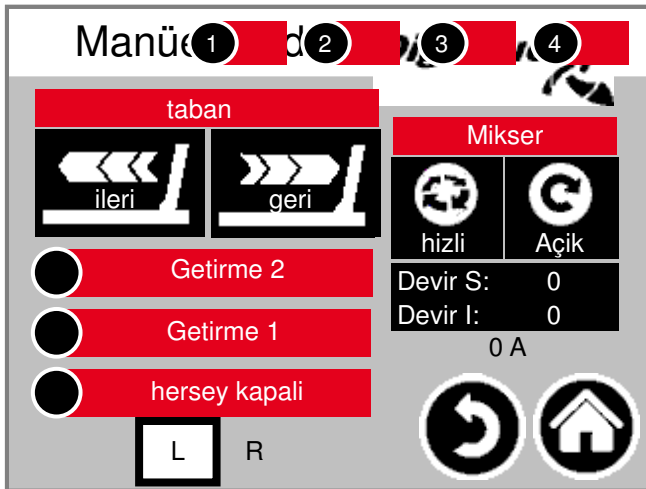 1 2 3 4
taban
ileri geri
Mikser
hizli Açik
Getirme 2
Devir S: 0
Getirme 1
Devir I: 0
0 A
hersey kapali
L R